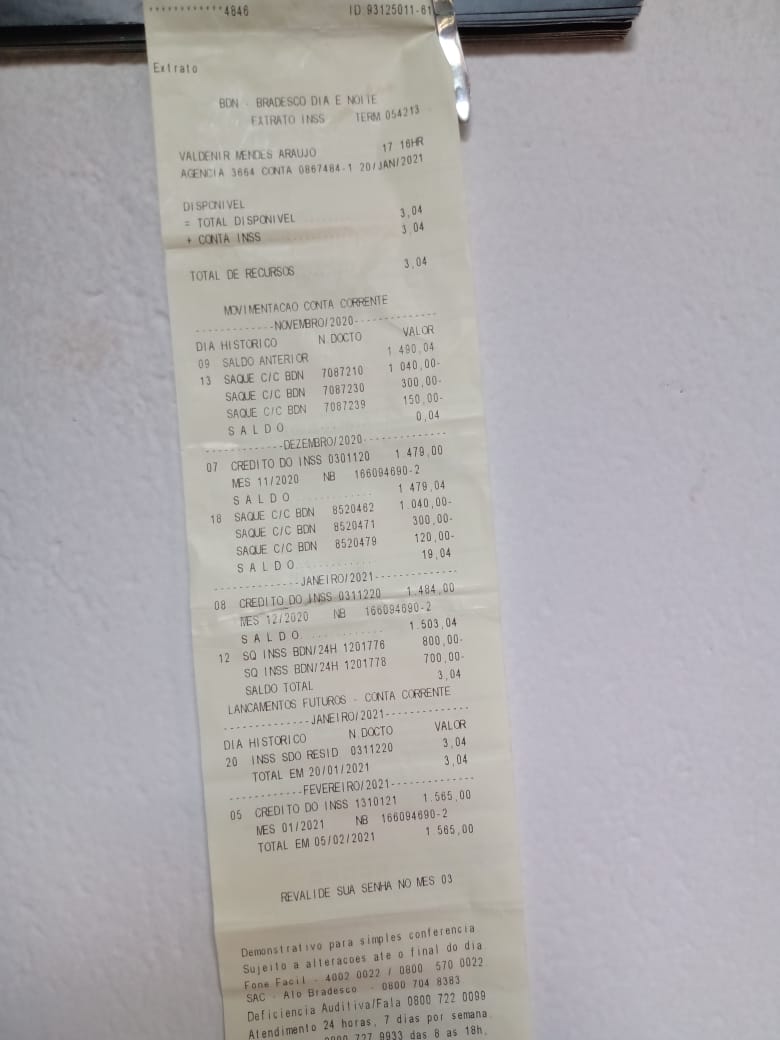 ************4846 ID 93125011-61
Extrato
BDN - BRADESCO DIA E NOITE
EXTRATO INSS TERM 054213
VALDENIR MENDES ARAUJO 17 16HR
AGENCIA 3664 CONTA 0867484-1 20/JAN/2021
DISPONIVEL
= TOTAL DISPONIVEL 3,04
+ CONTA INSS 3,04
TOTAL DE RECURSOS 3,04
MOVIMENTACAO CONTA CORRENTE
-------------NOVEMBRO/2020-------------
DIA HISTORICO N DOCTO VALOR
09 SALDO ANTERIOR 1 490,04
13 SAQUE C/C BDN 7087210 1 040,00-
SAQUE C/C BDN 7087230 300,00-
SAQUE C/C BDN 7087239 150,00-
S A L D O 0,04
-------------DEZEMBRO/2020-------------
07 CREDITO DO INSS 0301120 1 479,00
MES 11/2020 NB 166094690-2
S A L D O 1 479,04
18 SAQUE C/C BDN 8520462 1.040,00-
SAQUE C/C BDN 8520471 300,00-
SAQUE C/C BDN 8520479 120,00-
S A L D O 19,04
-------------JANEIRO/2021-------------
08 CREDITO DO INSS 0311220 1.484,00
MES 12/2020 NB 166094690-2
S A L D O 1.503,04
12 SQ INSS BDN/24H 1201776 800,00-
SQ INSS BDN/24H 1201778 700,00-
SALDO TOTAL 3,04
LANCAMENTOS FUTUROS - CONTA CORRENTE
-------------JANEIRO/2021-------------
DIA HISTORICO N.DOCTO VALOR
20 INSS SDO RESID 0311220 3,04
TOTAL EM 20/01/2021 3,04
-----------FEVEREIRO/2021-------------
05 CREDITO DO INSS 1310121 1.565,00
MES 01/2021 NB 166094690-2
TOTAL EM 05/02/2021 1.565,00
REVALIDE SUA SENHA NO MES 03
Demonstrativo para simples conferencia
Sujeito a alteracoes ate o final do dia
Fone Facil - 4002 0022 / 0800 570 0022
SAC - Alo Bradesco - 0800 704 8383
Deficiencia Auditiva/Fala 0800 722 0099
Atendimento 24 horas, 7 dias por semana.
0800 727 9933 das 8 as 18h,